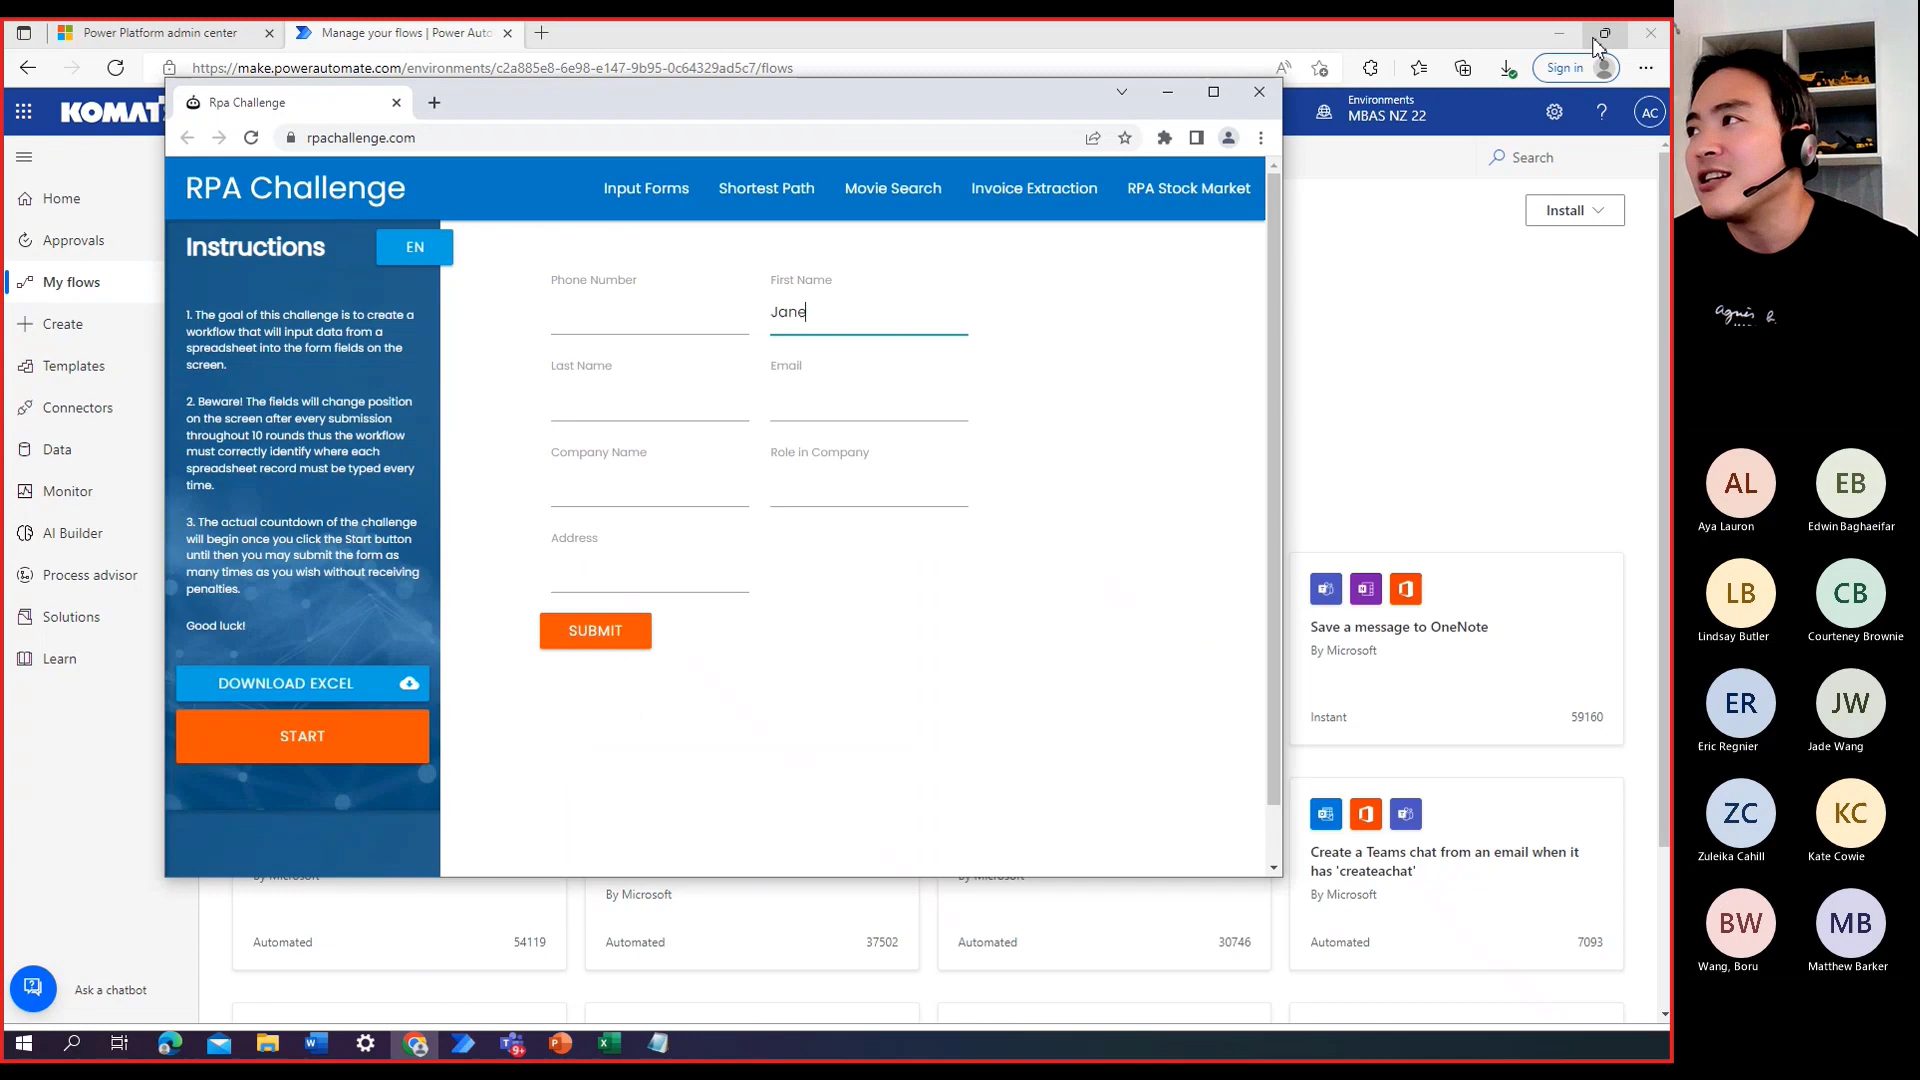 Power Platform admin center
Manage your flows | Power Auto
https://make.powerautomate.com/environments/c2a885e8-6e98-e147-9b95-0c64329ad5c7/flows
Sign in
KOMAT
Environments
MBAS NZ 22
AC
Search
Install
Home
Approvals
My flows
Create
Templates
Connectors
Data
Monitor
AI Builder
Process advisor
Solutions
Learn
Ask a chatbot
Rpa Challenge
rpachallenge.com
RPA Challenge
Input Forms
Shortest Path
Movie Search
Invoice Extraction
RPA Stock Market
Instructions
EN
1. The goal of this challenge is to create a
workflow that will input data from a
spreadsheet into the form fields on the
screen.
2. Beware! The fields will change position
on the screen after every submission
throughout 10 rounds thus the workflow
must correctly identify where each
spreadsheet record must be typed every
time.
3. The actual countdown of the challenge
will begin once you click the Start button
until then you may submit the form as
many times as you wish without receiving
penalties.
Good luck!
DOWNLOAD EXCEL
START
Phone Number
First Name
Jane
Last Name
Email
Company Name
Role in Company
Address
SUBMIT
Save a message to OneNote
By Microsoft
Instant
59160
Create a Teams chat from an email when it
has 'createachat'
By Microsoft
Automated
7093
By Microsoft
Automated
54119
By Microsoft
Automated
37502
By Microsoft
Automated
30746
9+
agnès b.
AL
Aya Lauron
EB
Edwin Baghaeifar
LB
Lindsay Butler
CB
Courteney Brownie
ER
Eric Regnier
JW
Jade Wang
ZC
Zuleika Cahill
KC
Kate Cowie
BW
Wang, Boru
MB
Matthew Barker